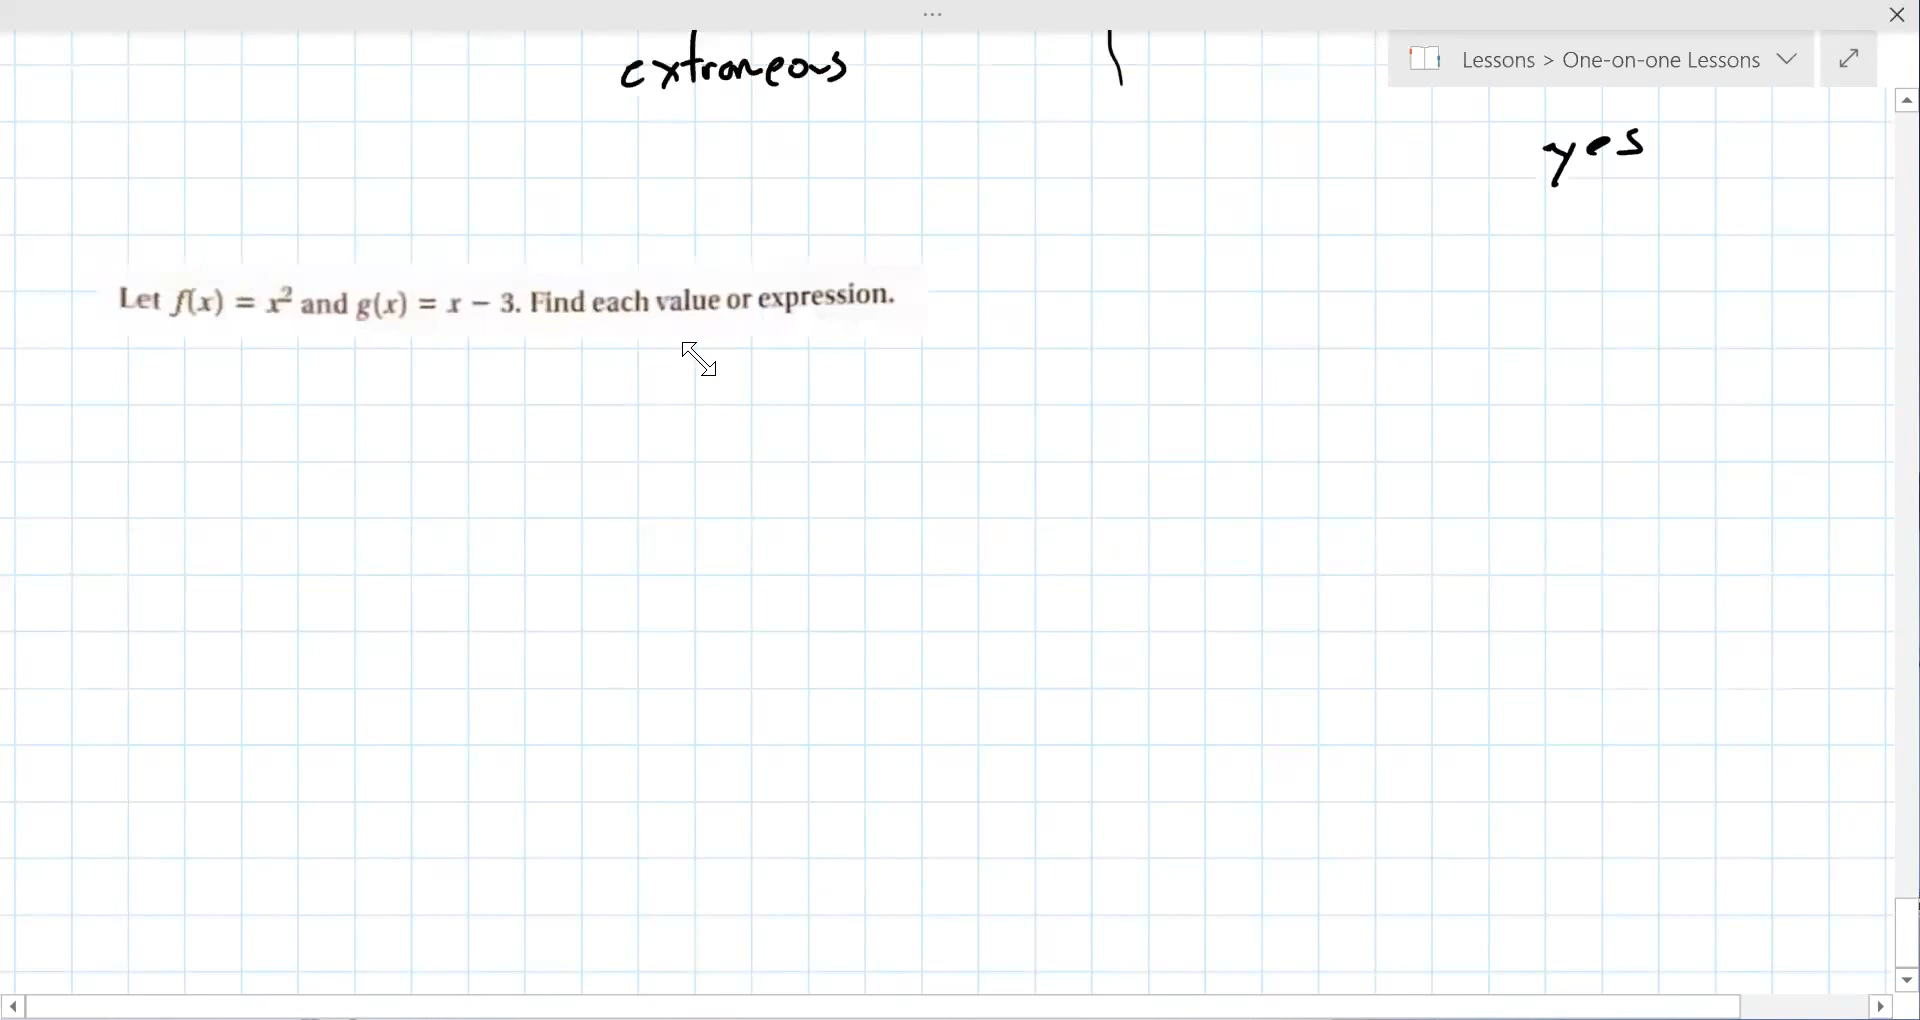 ...
extraneous
Lessons > One-on-one Lessons
yes
Let f(x) = x² and g(x) = x − 3. Find each value or expression.